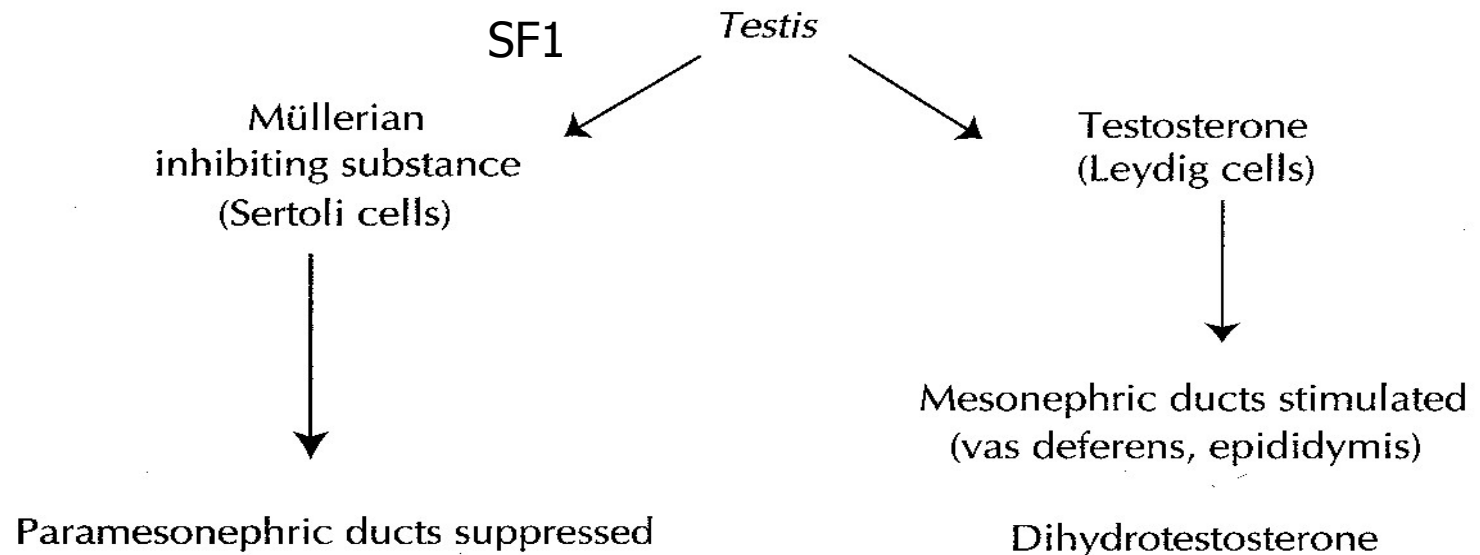 SF1
Testis
Müllerian
inhibiting substance
(Sertoli cells)
Testosterone
(Leydig cells)
Mesonephric ducts stimulated
(vas deferens, epididymis)
Paramesonephric ducts suppressed
Dihydrotestosterone